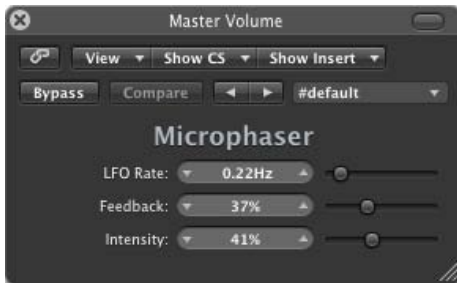 Master Volume
View Show CS Show Insert
Bypass Compare #default
Microphaser
LFO Rate: 0.22Hz
Feedback: 37%
Intensity: 41%